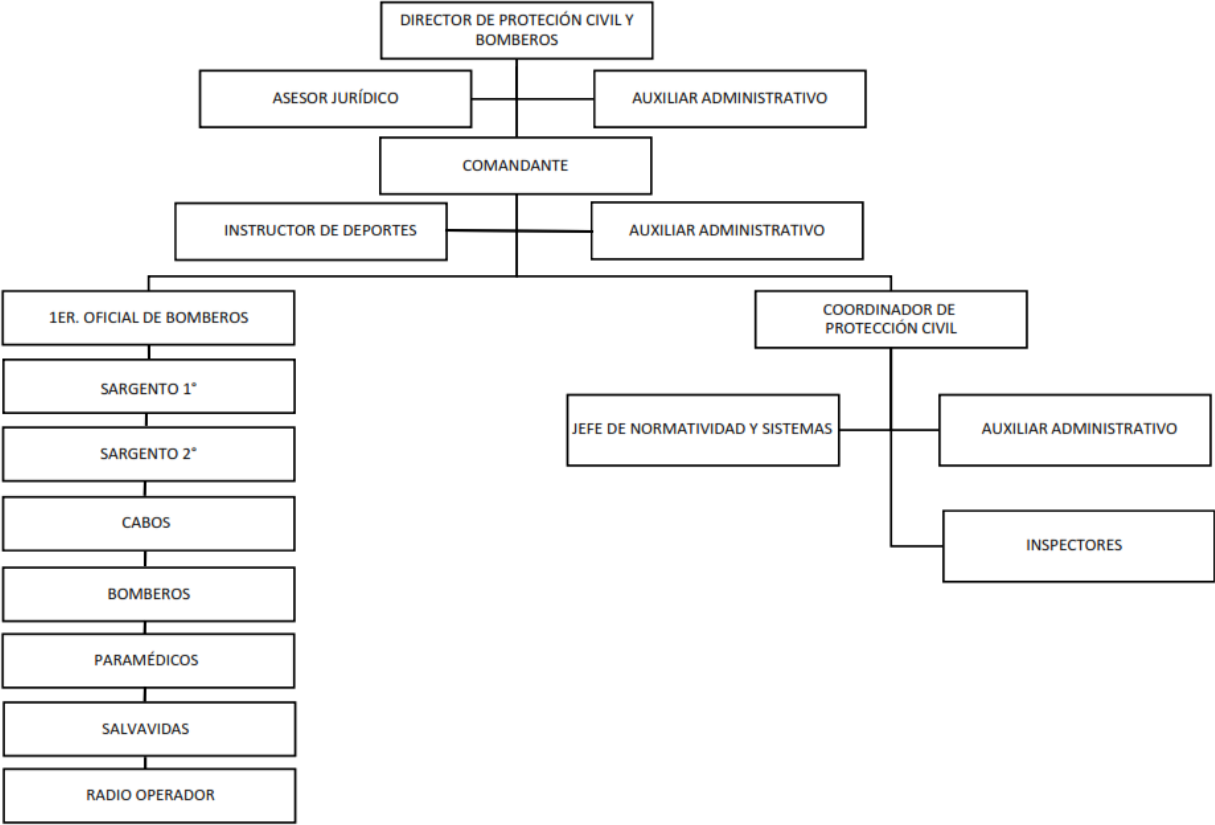 DIRECTOR DE PROTECIÓN CIVIL Y
BOMBEROS
ASESOR JURÍDICO
AUXILIAR ADMINISTRATIVO
COMANDANTE
INSTRUCTOR DE DEPORTES
AUXILIAR ADMINISTRATIVO
1ER. OFICIAL DE BOMBEROS
SARGENTO 1°
SARGENTO 2°
CABOS
BOMBEROS
PARAMÉDICOS
SALVAVIDAS
RADIO OPERADOR
COORDINADOR DE
PROTECCIÓN CIVIL
JEFE DE NORMATIVIDAD Y SISTEMAS
AUXILIAR ADMINISTRATIVO
INSPECTORES